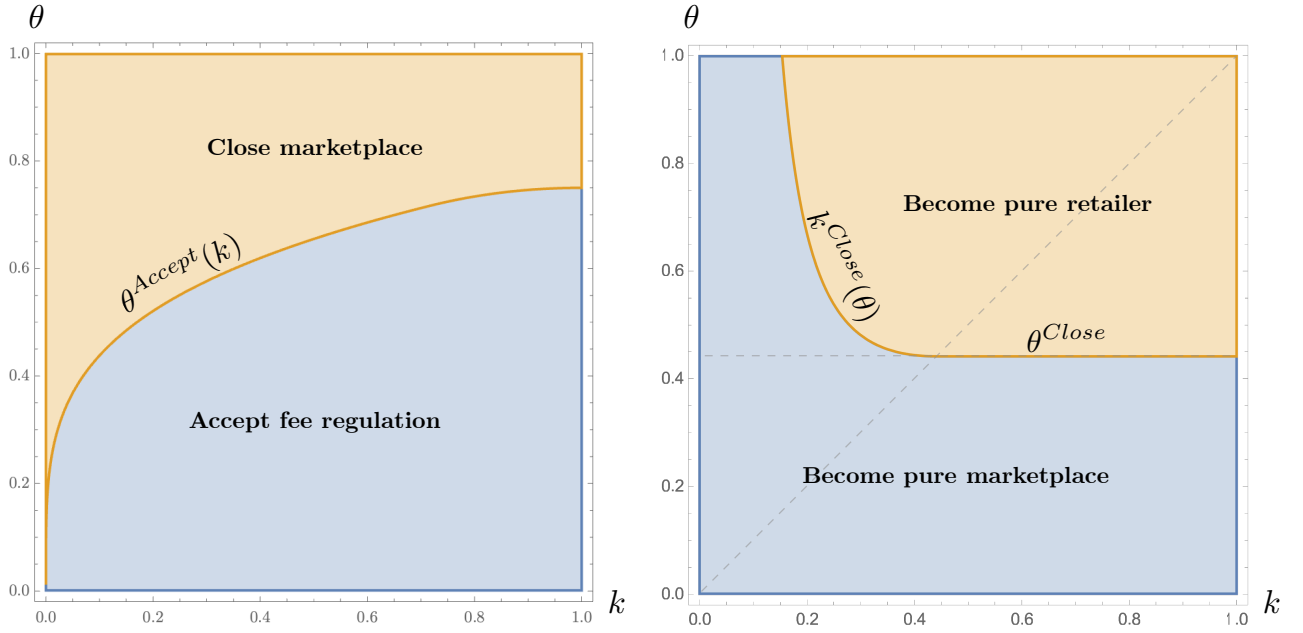 θ
1.0
0.8
0.6
0.4
0.2
0.0
0.0 0.2 0.4 0.6 0.8 1.0
k
Close marketplace
θ^{Accept}(k)
Accept fee regulation
θ
1.0
0.8
0.6
0.4
0.2
0.0
0.0 0.2 0.4 0.6 0.8 1.0
k
Become pure retailer
k^{Close}(θ)
θ^{Close}
Become pure marketplace